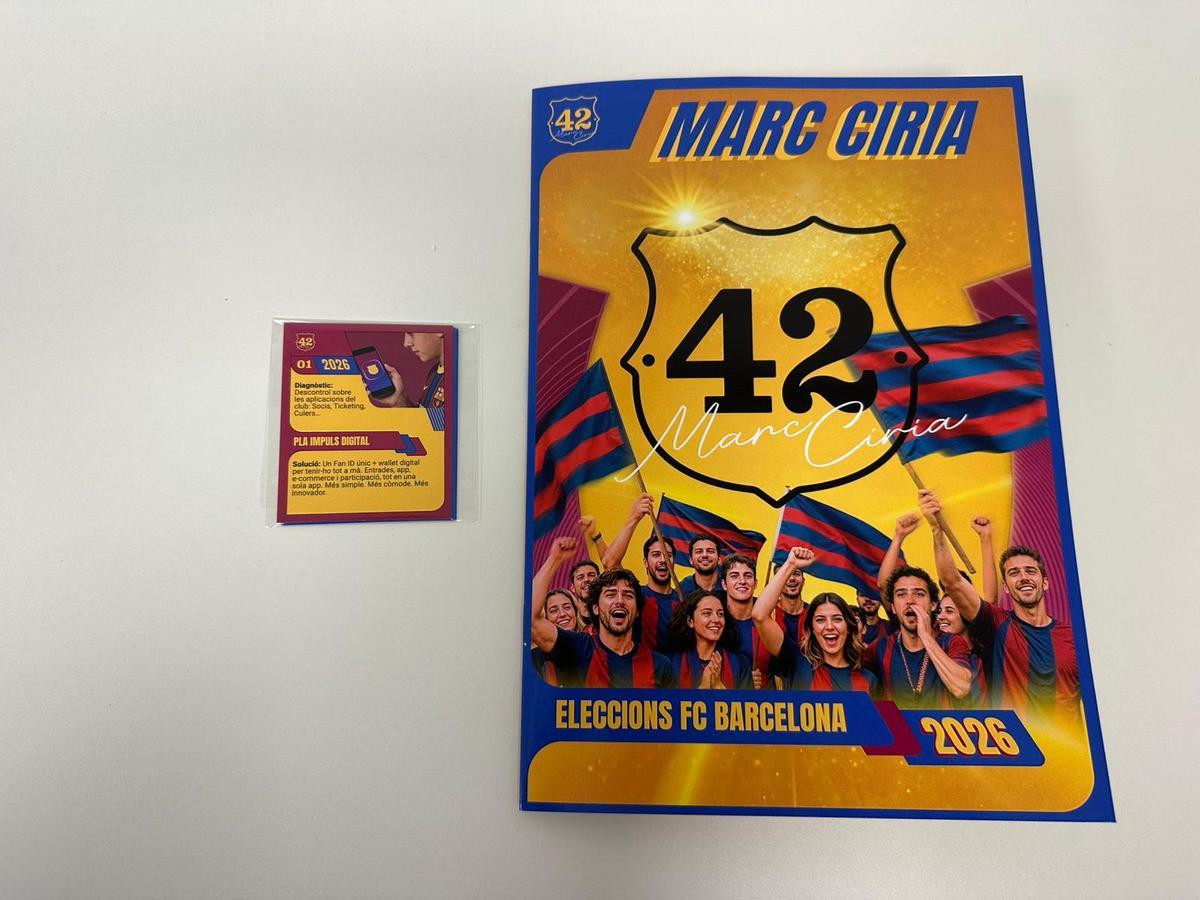 42
01 2026
Diagnòstic:
Descontrol sobre
les aplicacions del
club: Socis, Ticketing,
Culers...
PLA IMPULS DIGITAL
Solució: Un Fan ID únic + wallet digital
per tenir-ho tot a mà. Entrades, app,
e-commerce i participació, tot en una
sola app. Més simple. Més còmode. Més
innovador.
42
Marc Ciria
MARC CIRIA
42
Marc Ciria
ELECCIONS FC BARCELONA
2026